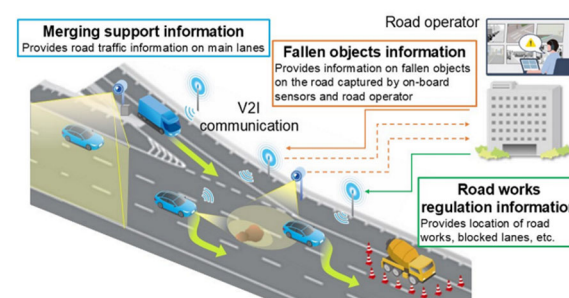 Road operator
Merging support information
Provides road traffic information on main lanes
Fallen objects information
Provides information on fallen objects
on the road captured by on-board
sensors and road operator
V2I
communication
Road works
regulation information
Provides location of road
works, blocked lanes, etc.